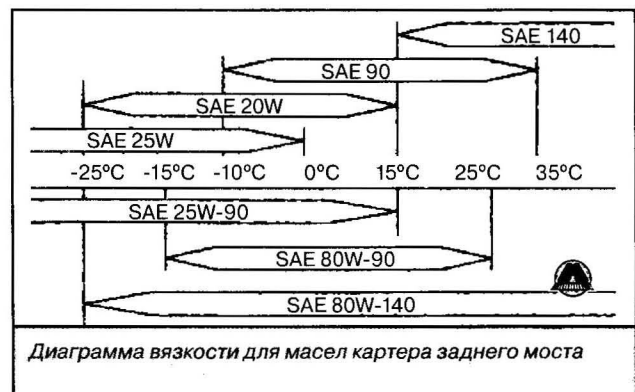 SAE 140
SAE 90
SAE 20W
SAE 25W
-25°C -15°C -10°C 0°C 15°C 25°C 35°C
SAE 25W-90
SAE 80W-90
SAE 80W-140
Диаграмма вязкости для масел картера заднего моста